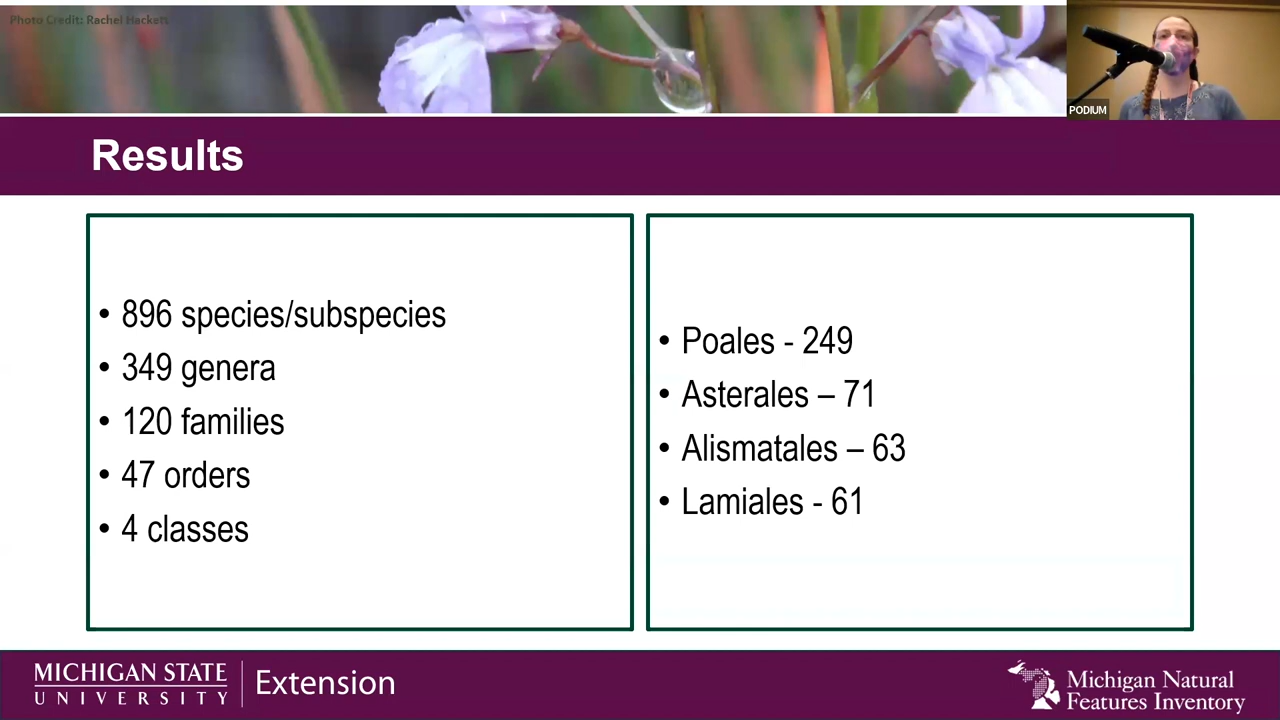 Photo Credit: Rachel Hackett
PODIUM
Results
• 896 species/subspecies
• 349 genera
• 120 families
• 47 orders
• 4 classes
• Poales - 249
• Asterales – 71
• Alismatales – 63
• Lamiales - 61
MICHIGAN STATE
UNIVERSITY
Extension
Michigan Natural
Features Inventory